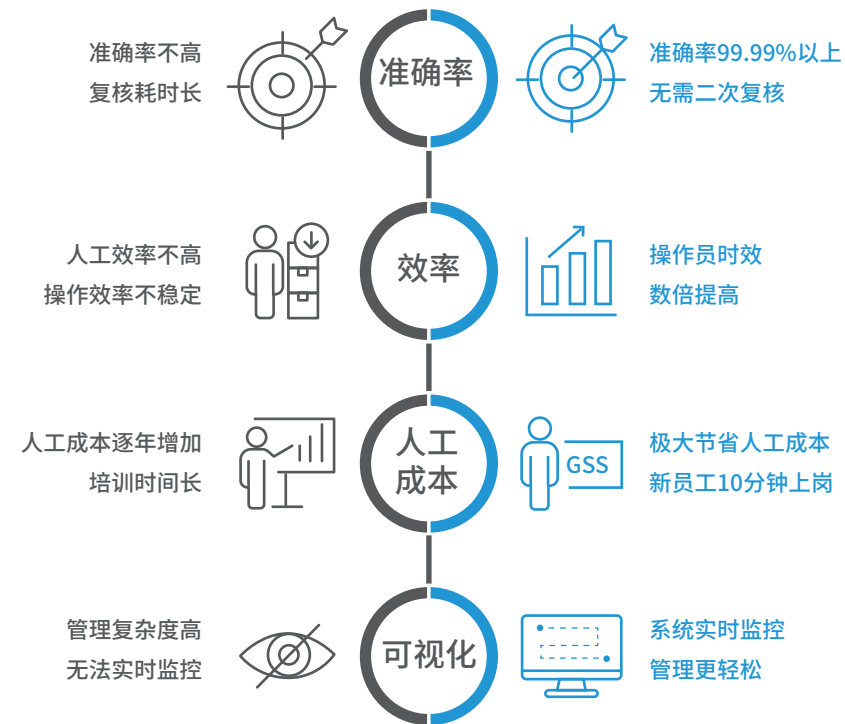 准确率不高
复核耗时长
准确率
准确率99.99%以上
无需二次复核
人工效率不高
操作效率不稳定
效率
操作员时效
数倍提高
人工成本逐年增加
培训时间长
人工
成本
GSS
极大节省人工成本
新员工10分钟上岗
管理复杂度高
无法实时监控
可视化
系统实时监控
管理更轻松